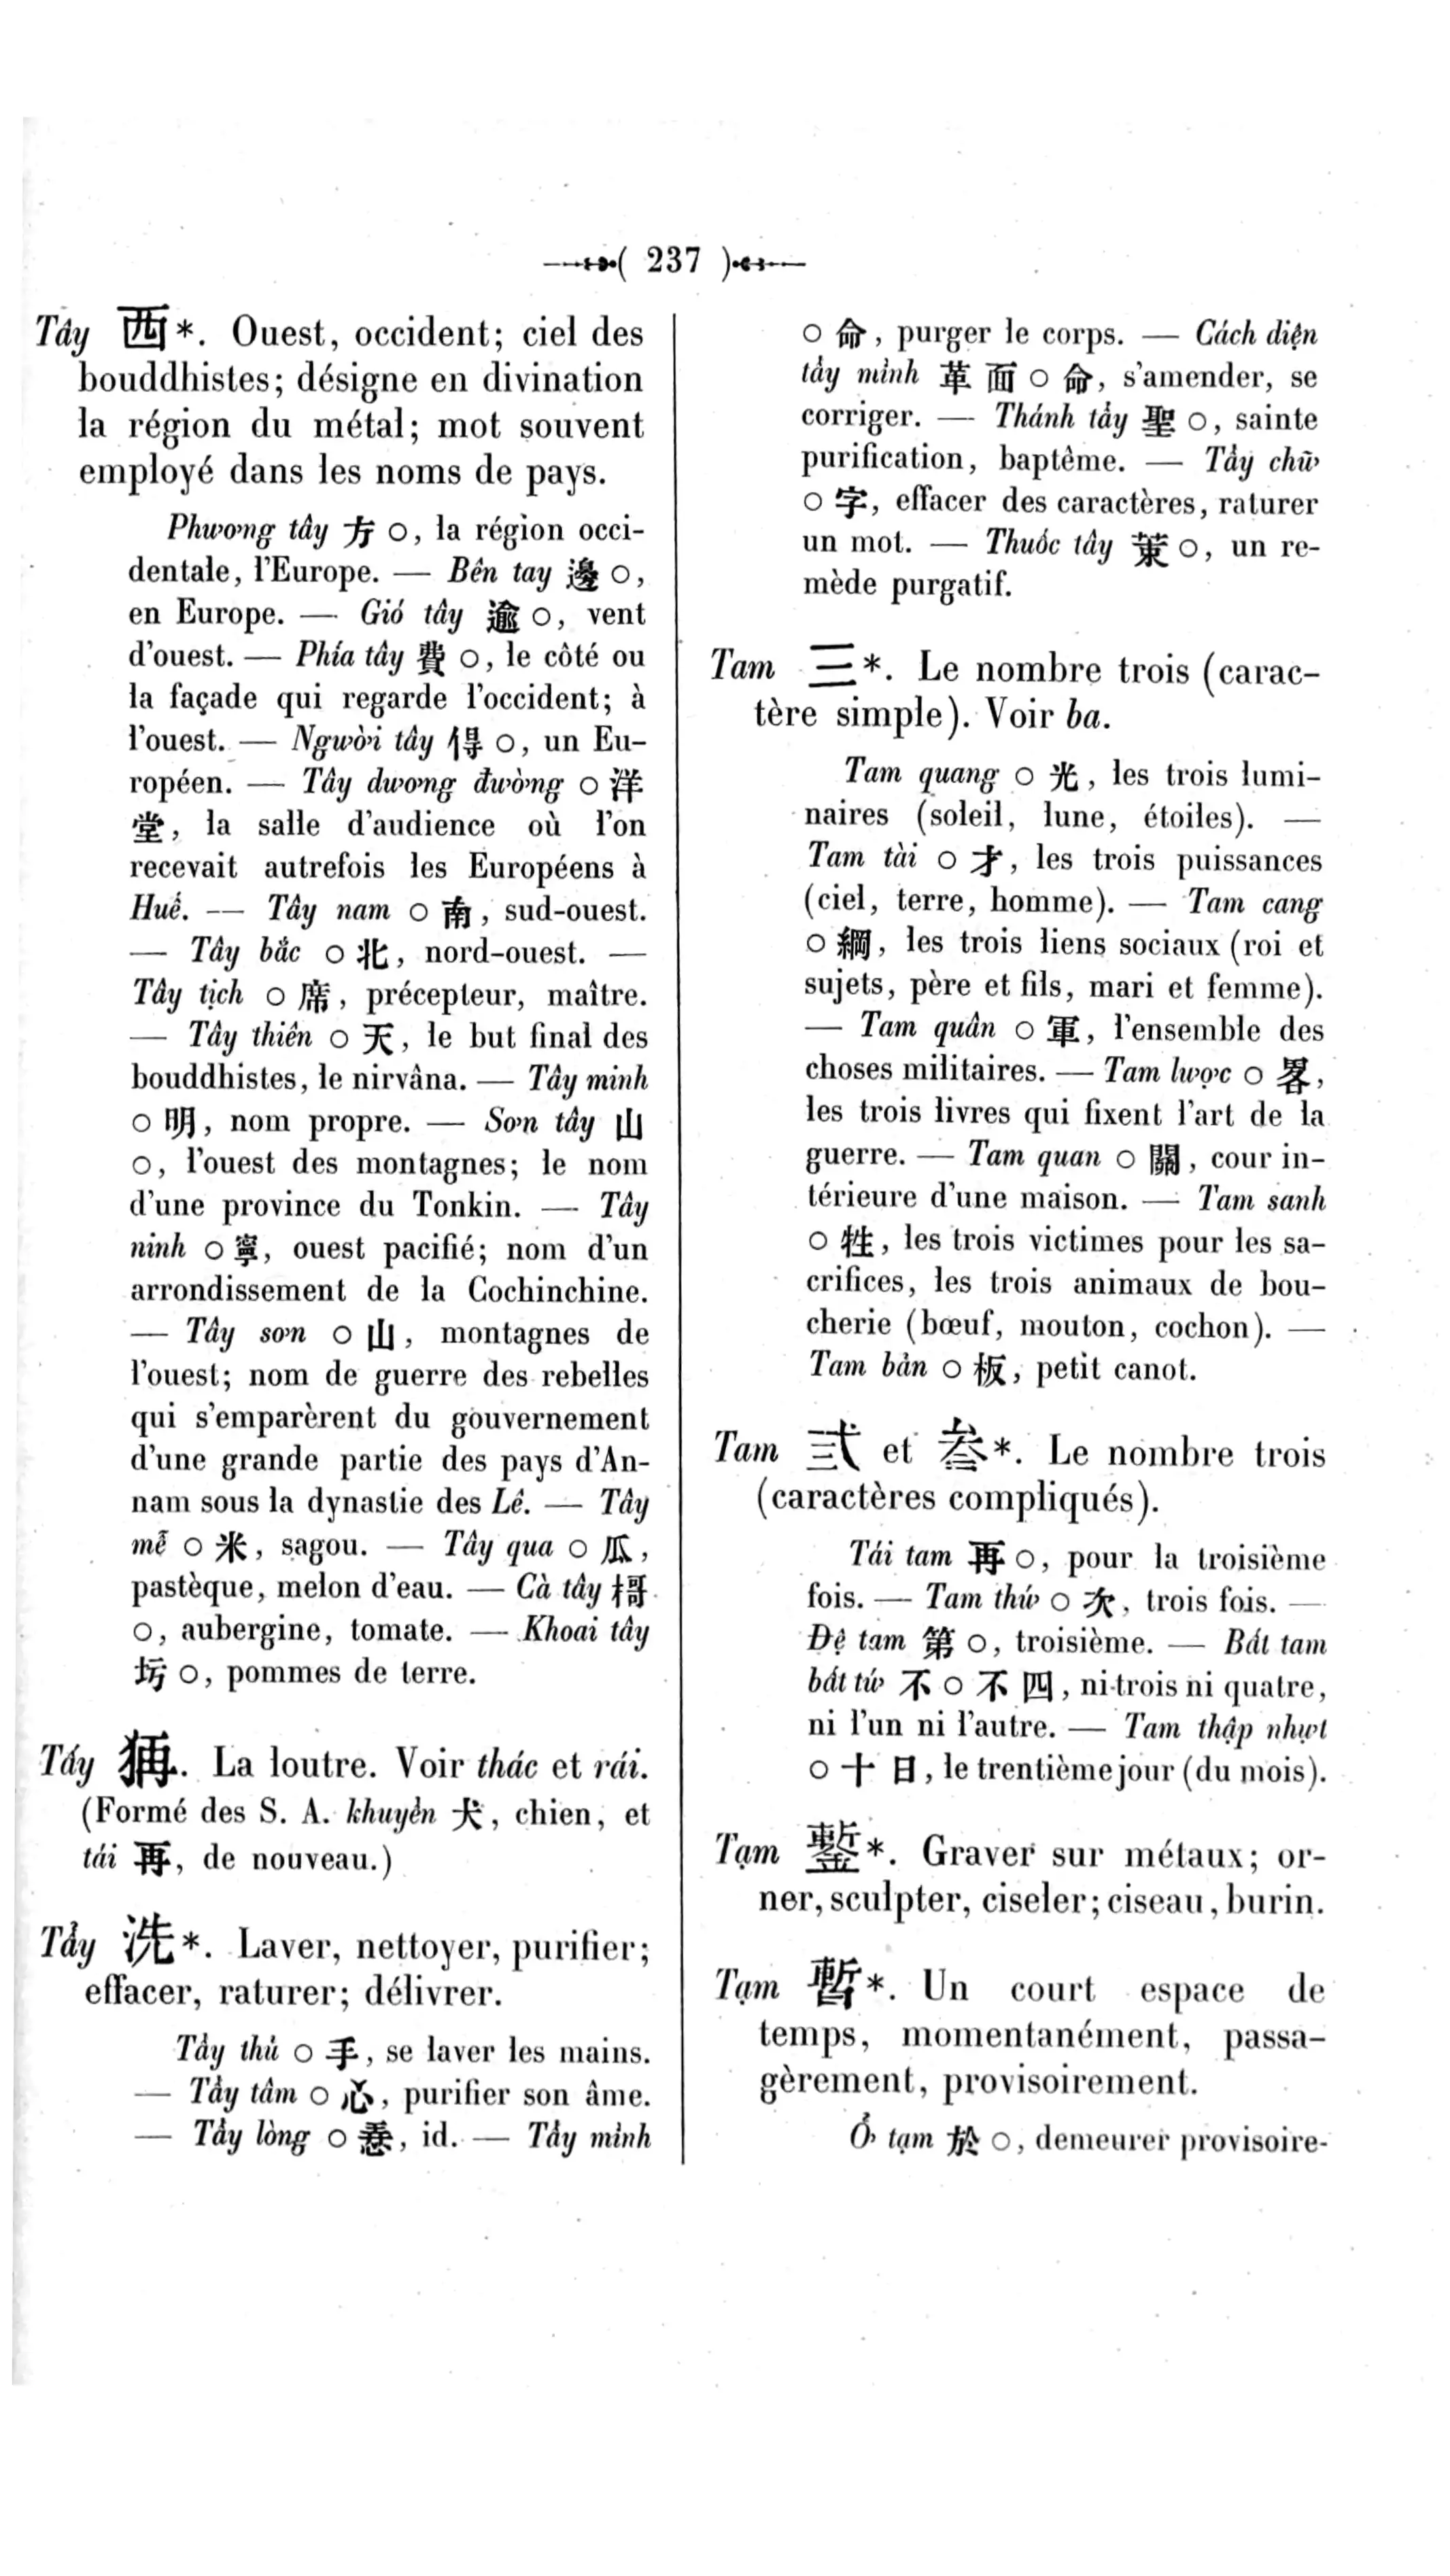 ( 237 )
Tây 西*. Ouest, occident; ciel des
bouddhistes; désigne en divination
la région du métal; mot souvent
employé dans les noms de pays.
Phương tây 方 ○, la région occi-
dentale, l'Europe. — Bên tay 邊 ○,
en Europe. — Gió tây ○, vent
d'ouest. — Phía tây 費 ○, le côté ou
la façade qui regarde l'occident; à
l'ouest. — Người tây ○, un Eu-
ropéen. — Tây dương đường ○ 洋
堂, la salle d'audience où l'on
recevait autrefois les Européens à
Huế. — Tây nam ○ 南, sud-ouest.
— Tây bắc ○ 北, nord-ouest. —
Tây tịch ○ 席, précepteur, maître.
— Tây thiên ○ 天, le but final des
bouddhistes, le nirvâna. — Tây minh
○ 明, nom propre. — Sơn tây 山
○, l'ouest des montagnes; le nom
d'une province du Tonkin. — Tây
ninh ○ 寧, ouest pacifié; nom d'un
arrondissement de la Cochinchine.
— Tây sơn ○ 山, montagnes de
l'ouest; nom de guerre des rebelles
qui s'emparèrent du gouvernement
d'une grande partie des pays d'An-
nam sous la dynastie des Lê. — Tây
mễ ○ 米, sagou. — Tây qua ○ 瓜,
pastèque, melon d'eau. — Cà tây
○, aubergine, tomate. — Khoai tây
○, pommes de terre.
Tấy. La loutre. Voir thác et rái.
(Formé des S. A. khuyển 犬, chien, et
tái 再, de nouveau.)
Tẩy 洗*. Laver, nettoyer, purifier;
effacer, raturer; délivrer.
Tẩy thủ ○ 手, se laver les mains.
— Tẩy tâm ○ 心, purifier son âme.
— Tẩy lòng ○, id. — Tẩy mình
○ 命, purger le corps. — Cách diện
tẩy mình 革 面 ○ 命, s'amender, se
corriger. — Thánh tẩy 聖 ○, sainte
purification, baptême. — Tẩy chữ
○ 字, effacer des caractères, raturer
un mot. — Thuốc tẩy ○, un re-
mède purgatif.
Tam 三*. Le nombre trois (carac-
tère simple). Voir ba.
Tam quang ○ 光, les trois lumi-
naires (soleil, lune, étoiles). —
Tam tài ○ 才, les trois puissances
(ciel, terre, homme). — Tam cang
○ 綱, les trois liens sociaux (roi et
sujets, père et fils, mari et femme).
— Tam quân ○ 軍, l'ensemble des
choses militaires. — Tam lược ○ 畧,
les trois livres qui fixent l'art de la
guerre. — Tam quan ○ 關, cour in-
térieure d'une maison. — Tam sanh
○ 牲, les trois victimes pour les sa-
crifices, les trois animaux de bou-
cherie (bœuf, mouton, cochon). —
Tam bản ○ 板, petit canot.
Tam 弎 et 叄*. Le nombre trois
(caractères compliqués).
Tái tam 再 ○, pour la troisième
fois. — Tam thứ ○ 次, trois fois. —
Đệ tam 第 ○, troisième. — Bất tam
bất tứ 不 ○ 不 四, ni trois ni quatre,
ni l'un ni l'autre. — Tam thập nhựt
○ 十 日, le trentième jour (du mois).
Tạm 鏨*. Graver sur métaux; or-
ner, sculpter, ciseler; ciseau, burin.
Tạm 暫*. Un court espace de
temps, momentanément, passa-
gèrement, provisoirement.
Ở tạm 於 ○, demeurer provisoire-